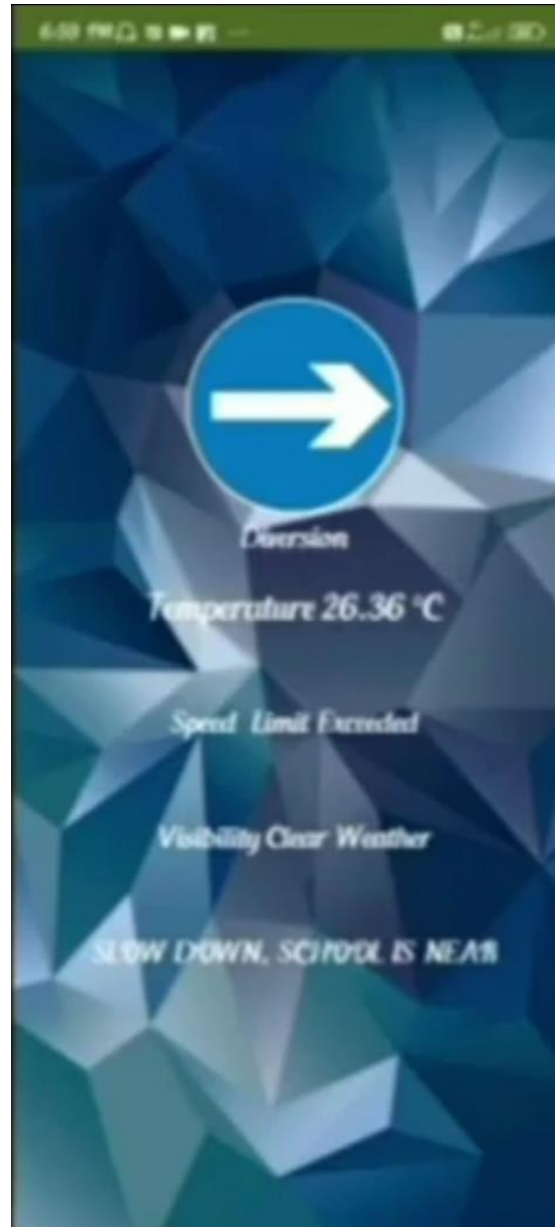 Diversion
Temperature 26.36 °C
Speed Limit Exceeded
Visibility Clear Weather
SLOW DOWN, SCHOOL IS NEAR